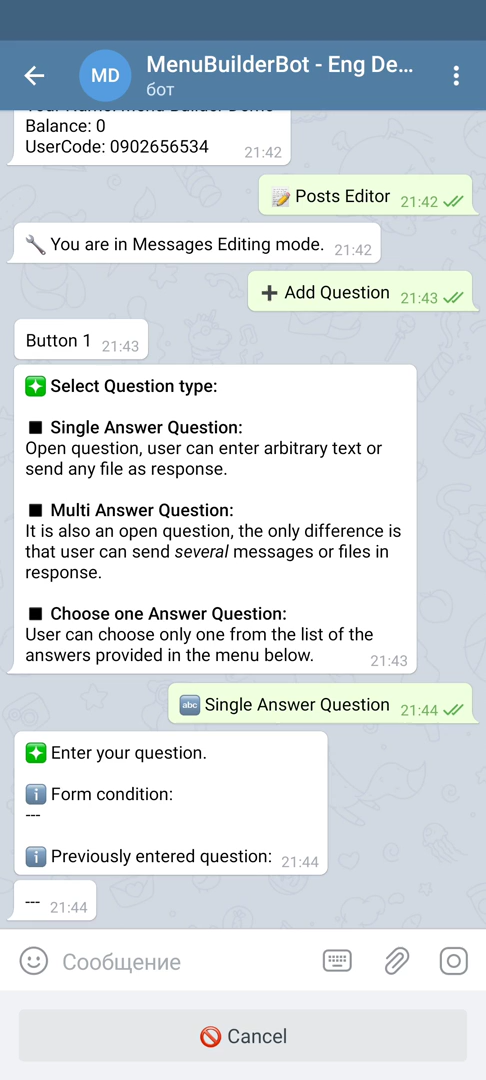 MD
MenuBuilderBot - Eng De...
бот
Balance: 0
UserCode: 0902656534
21:42
📝 Posts Editor 21:42
🔧 You are in Messages Editing mode. 21:42
➕ Add Question 21:43
Button 1 21:43
Select Question type:
◼ Single Answer Question:
Open question, user can enter arbitrary text or
send any file as response.
◼ Multi Answer Question:
It is also an open question, the only difference is
that user can send several messages or files in
response.
◼ Choose one Answer Question:
User can choose only one from the list of the
answers provided in the menu below.
21:43
🔤 Single Answer Question 21:44
Enter your question.
ℹ️ Form condition:
---
ℹ️ Previously entered question: 21:44
--- 21:44
Сообщение
🚫 Cancel